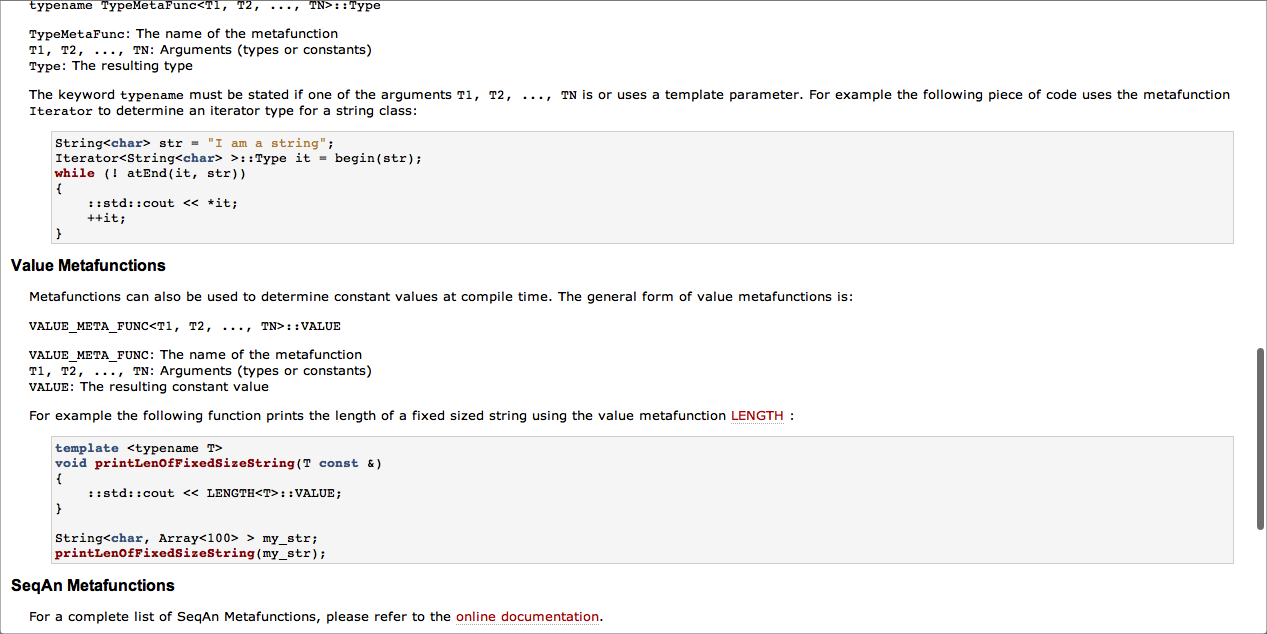 typename TypeMetaFunc<T1, T2, ..., TN>::Type
TypeMetaFunc: The name of the metafunction
T1, T2, ..., TN: Arguments (types or constants)
Type: The resulting type
The keyword typename must be stated if one of the arguments T1, T2, ..., TN is or uses a template parameter. For example the following piece of code uses the metafunction
Iterator to determine an iterator type for a string class:
String<char> str = "I am a string";
Iterator<String<char> >::Type it = begin(str);
while (! atEnd(it, str))
{
    ::std::cout << *it;
    ++it;
}
Value Metafunctions
Metafunctions can also be used to determine constant values at compile time. The general form of value metafunctions is:
VALUE_META_FUNC<T1, T2, ..., TN>::VALUE
VALUE_META_FUNC: The name of the metafunction
T1, T2, ..., TN: Arguments (types or constants)
VALUE: The resulting constant value
For example the following function prints the length of a fixed sized string using the value metafunction LENGTH :
template <typename T>
void printLenOfFixedSizeString(T const &)
{
    ::std::cout << LENGTH<T>::VALUE;
}
String<char, Array<100> > my_str;
printLenOfFixedSizeString(my_str);
SeqAn Metafunctions
For a complete list of SeqAn Metafunctions, please refer to the online documentation.